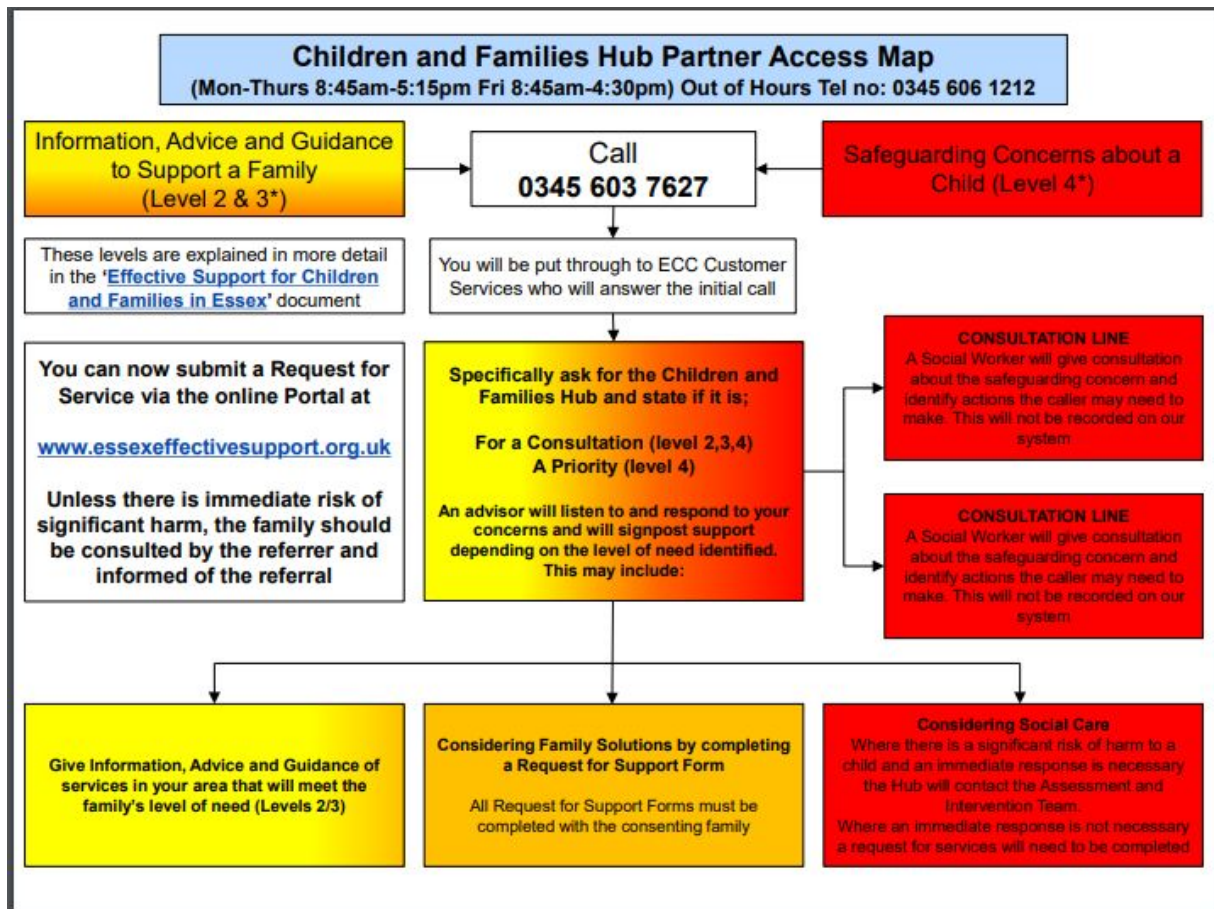 Children and Families Hub Partner Access Map
(Mon-Thurs 8:45am-5:15pm Fri 8:45am-4:30pm) Out of Hours Tel no: 0345 606 1212
Information, Advice and Guidance
to Support a Family
(Level 2 & 3*)
Call
0345 603 7627
Safeguarding Concerns about a
Child (Level 4*)
These levels are explained in more detail
in the ‘Effective Support for Children
and Families in Essex’ document
You will be put through to ECC Customer
Services who will answer the initial call
You can now submit a Request for
Service via the online Portal at
www.essexeffectivesupport.org.uk
Unless there is immediate risk of
significant harm, the family should
be consulted by the referrer and
informed of the referral
Specifically ask for the Children and
Families Hub and state if it is;
For a Consultation (level 2,3,4)
A Priority (level 4)
An advisor will listen to and respond to your
concerns and will signpost support
depending on the level of need identified.
This may include:
CONSULTATION LINE
A Social Worker will give consultation
about the safeguarding concern and
identify actions the caller may need to
make. This will not be recorded on our
system
CONSULTATION LINE
A Social Worker will give consultation
about the safeguarding concern and
identify actions the caller may need to
make. This will not be recorded on our
system
Give Information, Advice and Guidance of
services in your area that will meet the
family's level of need (Levels 2/3)
Considering Family Solutions by completing
a Request for Support Form
All Request for Support Forms must be
completed with the consenting family
Considering Social Care
Where there is a significant risk of harm to a
child and an immediate response is necessary
the Hub will contact the Assessment and
Intervention Team.
Where an immediate response is not necessary
a request for services will need to be completed